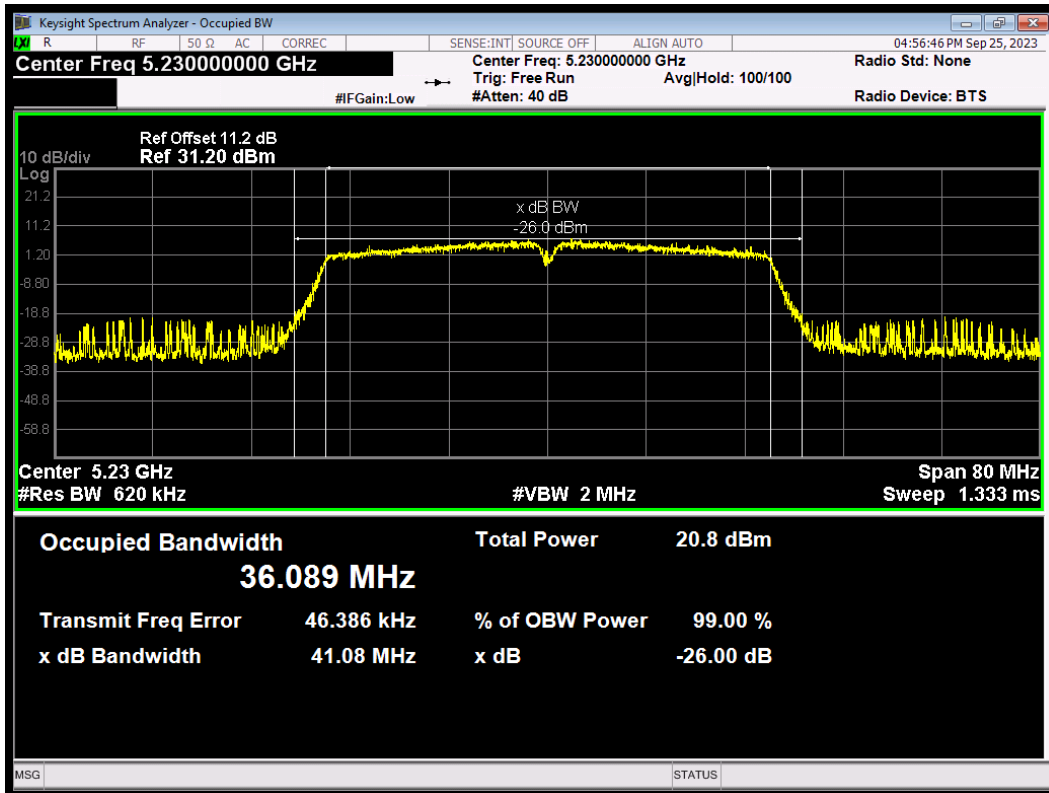 Keysight Spectrum Analyzer - Occupied BW
LXI R RF 50 Ω AC CORREC SENSE:INT SOURCE OFF ALIGN AUTO 04:56:46 PM Sep 25, 2023
Center Freq 5.230000000 GHz Center Freq: 5.230000000 GHz Radio Std: None
Trig: Free Run Avg|Hold: 100/100
#IFGain:Low #Atten: 40 dB Radio Device: BTS
Ref Offset 11.2 dB
10 dB/div Ref 31.20 dBm
Log
21.2
x dB BW
11.2
-26.0 dBm
1.20
-8.80
-18.8
-28.8
-38.8
-48.8
-58.8
Center 5.23 GHz Span 80 MHz
#Res BW 620 kHz #VBW 2 MHz Sweep 1.333 ms
Occupied Bandwidth Total Power 20.8 dBm
36.089 MHz
Transmit Freq Error 46.386 kHz % of OBW Power 99.00 %
x dB Bandwidth 41.08 MHz x dB -26.00 dB
MSG STATUS